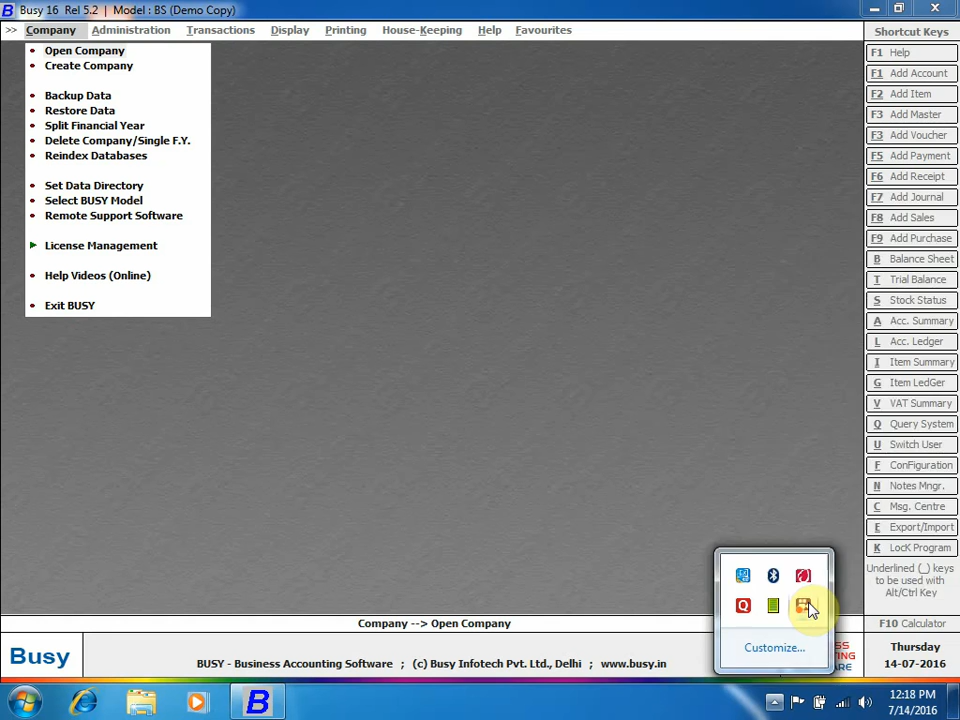 Busy 16 Rel 5.2 | Model : BS (Demo Copy)
>> Company Administration Transactions Display Printing House-Keeping Help Favourites
Open Company
Create Company
Backup Data
Restore Data
Split Financial Year
Delete Company/Single F.Y.
Reindex Databases
Set Data Directory
Select BUSY Model
Remote Support Software
License Management
Help Videos (Online)
Exit BUSY
Shortcut Keys
F1 Help
F1 Add Account
F2 Add Item
F3 Add Master
F3 Add Voucher
F5 Add Payment
F6 Add Receipt
F7 Add Journal
F8 Add Sales
F9 Add Purchase
B Balance Sheet
T Trial Balance
S Stock Status
A Acc. Summary
L Acc. Ledger
I Item Summary
G Item LedGer
V VAT Summary
Q Query System
U Switch User
F ConFiguration
N Notes Mngr.
C Msg. Centre
E Export/Import
K LocK Program
Underlined (_) keys
to be used with
Alt/Ctrl Key
F10 Calculator
Customize...
Company --> Open Company
Busy
BUSY - Business Accounting Software ; (c) Busy Infotech Pvt. Ltd., Delhi ; www.busy.in
Thursday
14-07-2016
12:18 PM
7/14/2016